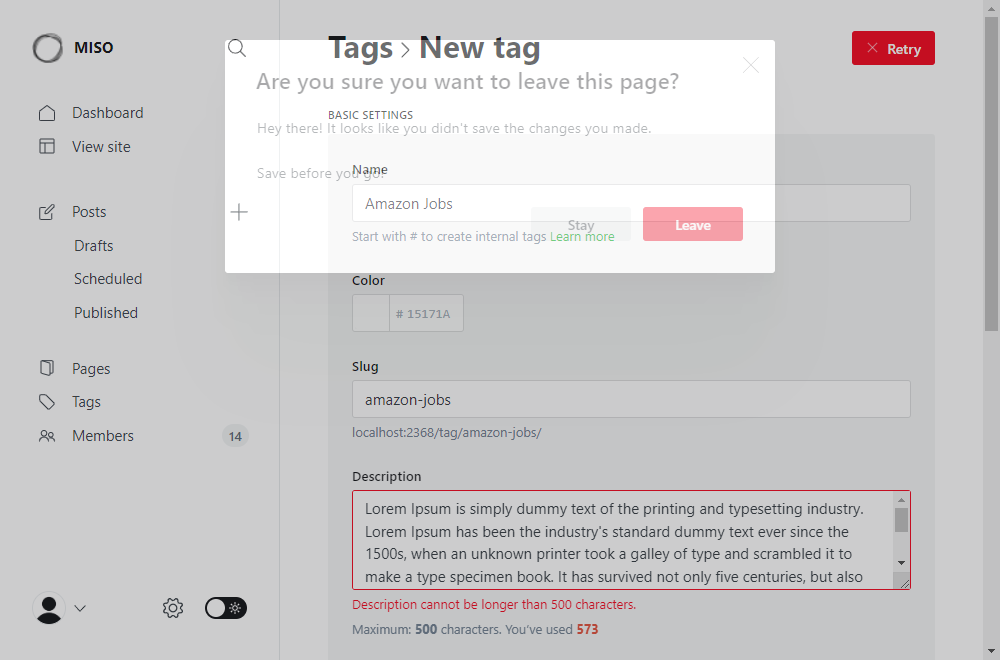 MISO
Dashboard
View site
Posts
Drafts
Scheduled
Published
Pages
Tags
Members
14
Tags > New tag
Retry
Are you sure you want to leave this page?
Hey there! It looks like you didn't save the changes you made.
Save before you go!
Stay
Leave
BASIC SETTINGS
Name
Amazon Jobs
Start with # to create internal tags Learn more
Color
# 15171A
Slug
amazon-jobs
localhost:2368/tag/amazon-jobs/
Description
Lorem Ipsum is simply dummy text of the printing and typesetting industry.
Lorem Ipsum has been the industry's standard dummy text ever since the
1500s, when an unknown printer took a galley of type and scrambled it to
make a type specimen book. It has survived not only five centuries, but also
Description cannot be longer than 500 characters.
Maximum: 500 characters. You've used 573